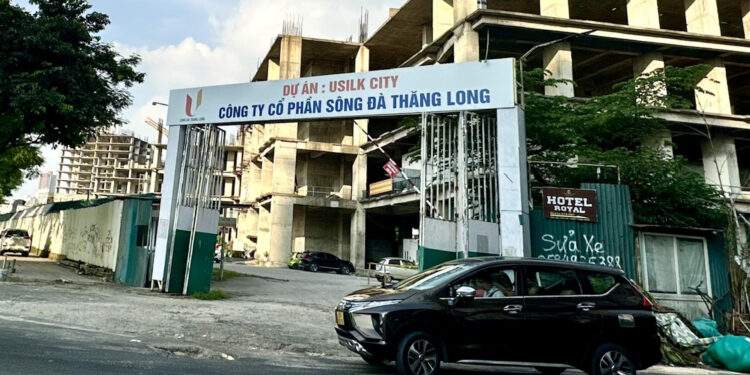 DỰ ÁN : USILK CITY
CÔNG TY CỔ PHẦN SÔNG ĐÀ THĂNG LONG
HOTEL
ROYAL
Sửa Xe